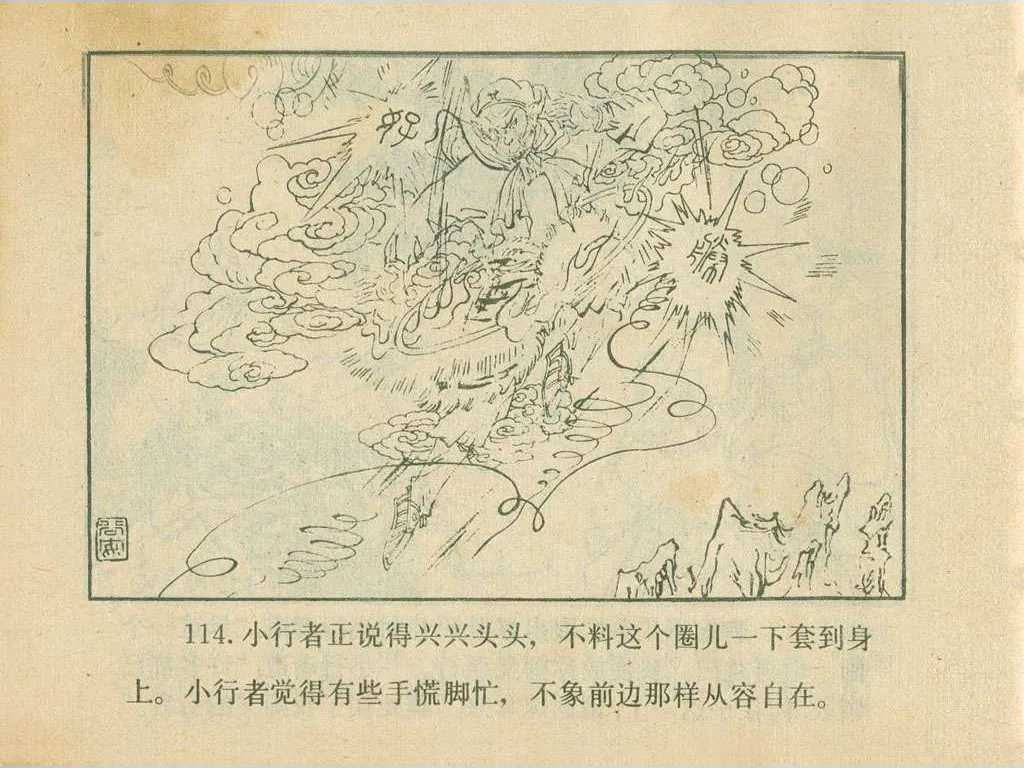 114. 小行者正说得兴兴头头，不料这个圈儿一下套到身
上。小行者觉得有些手慌脚忙，不象前边那样从容自在。